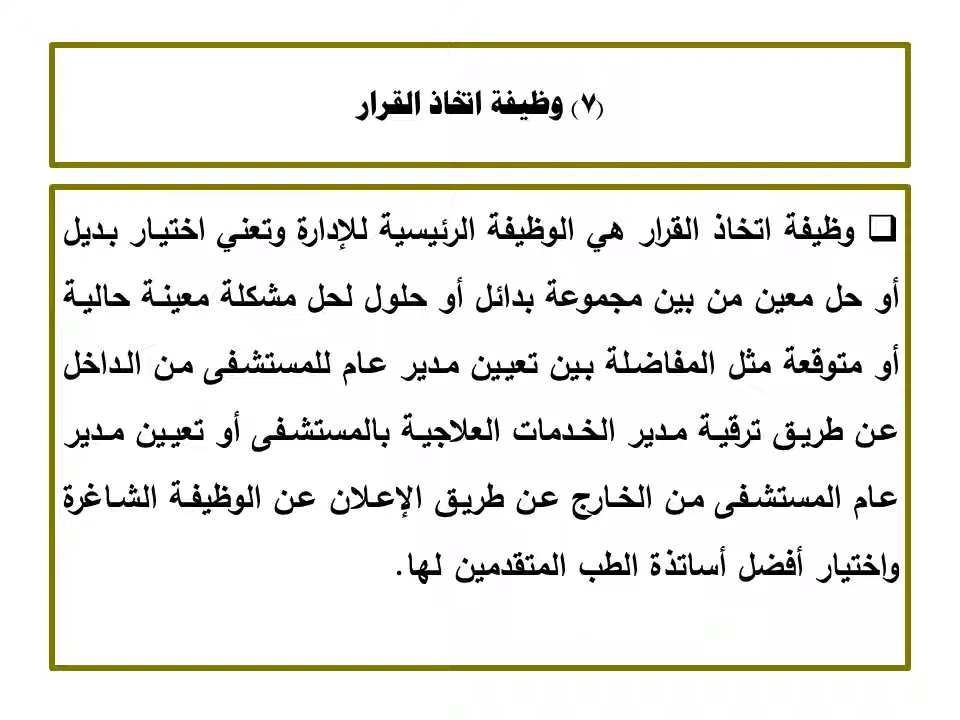 (٧) وظيفة اتخاذ القرار
❑ وظيفة اتخاذ القرار هي الوظيفة الرئيسية للإدارة وتعني اختيار بديل
أو حل معين من بين مجموعة بدائل أو حلول لحل مشكلة معينة حالية
أو متوقعة مثل المفاضلة بين تعيين مدير عام للمستشفى من الداخل
عن طريق ترقية مدير الخدمات العلاجية بالمستشفى أو تعيين مدير
عام المستشفى من الخارج عن طريق الإعلان عن الوظيفة الشاغرة
واختيار أفضل أساتذة الطب المتقدمين لها.